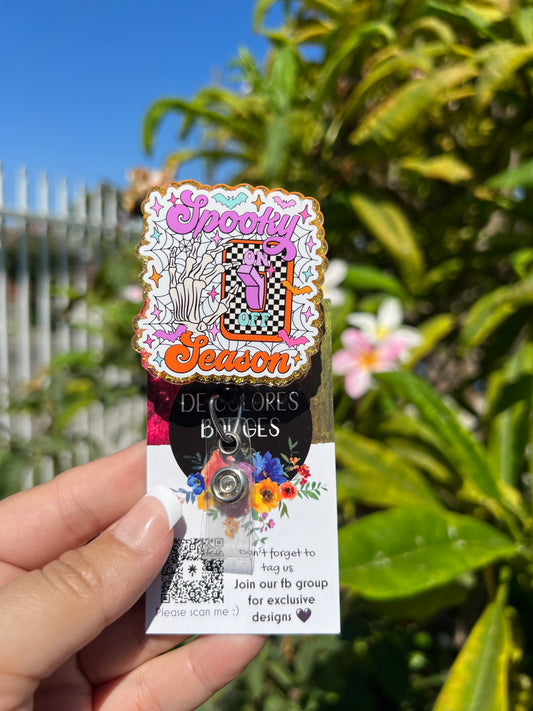 Spooky
ON
OFF
Season
DE COLORES
B DGES
Don't forget to
tag us
Join our fb group
for exclusive
designs 🖤
Please scan me :)